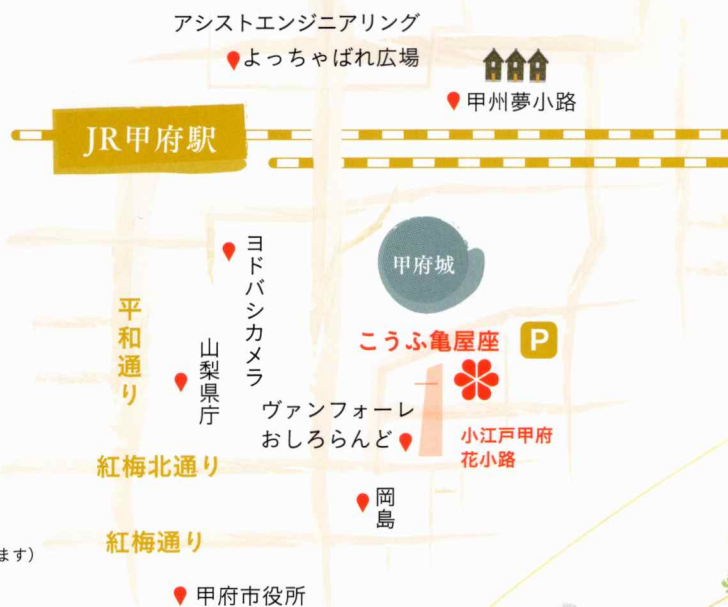 アシストエンジニアリング
よっちゃばれ広場
甲州夢小路
JR甲府駅
ヨドバシカメラ
甲府城
平和通り
山梨県庁
こうふ亀屋座
P
ヴァンフォーレ
おしろらんど
小江戸甲府
花小路
紅梅北通り
岡島
紅梅通り
ます）
甲府市役所